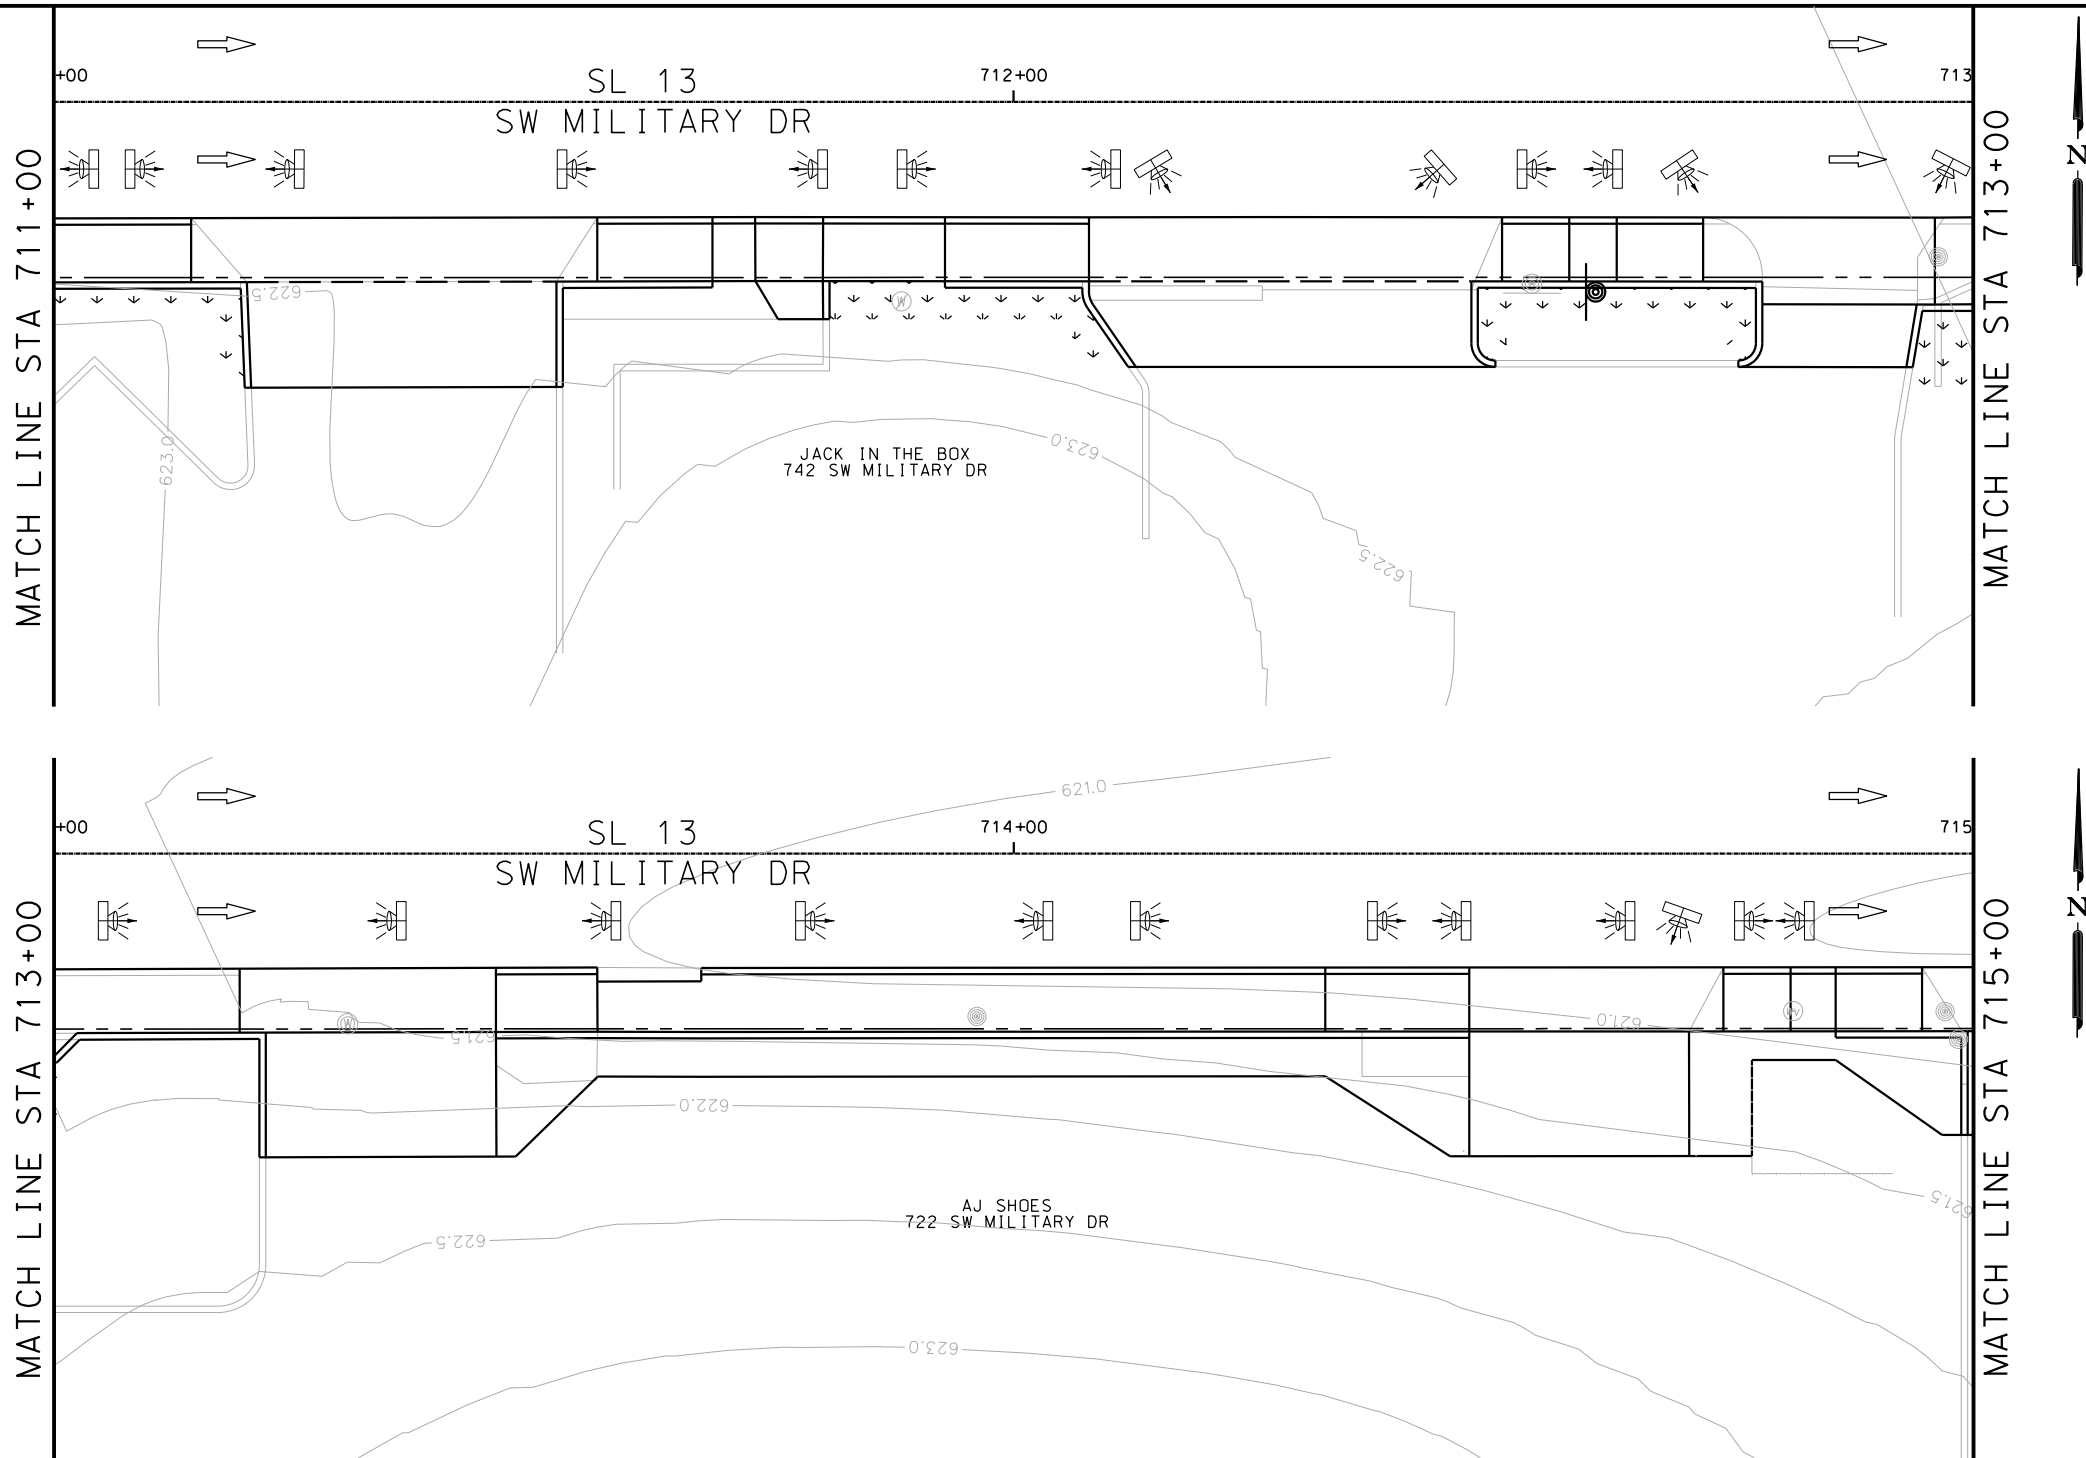 +00
SL 13
712+00
713
SW MILITARY DR
MATCH LINE STA 711+00
MATCH LINE STA 713+00
N
622.5
623.0
623.0
JACK IN THE BOX
742 SW MILITARY DR
W
622.5
621.0
+00
SL 13
714+00
715
SW MILITARY DR
MATCH LINE STA 713+00
MATCH LINE STA 715+00
N
W
621.5
621.0
622.0
621.5
AJ SHOES
722 SW MILITARY DR
622.5
623.0